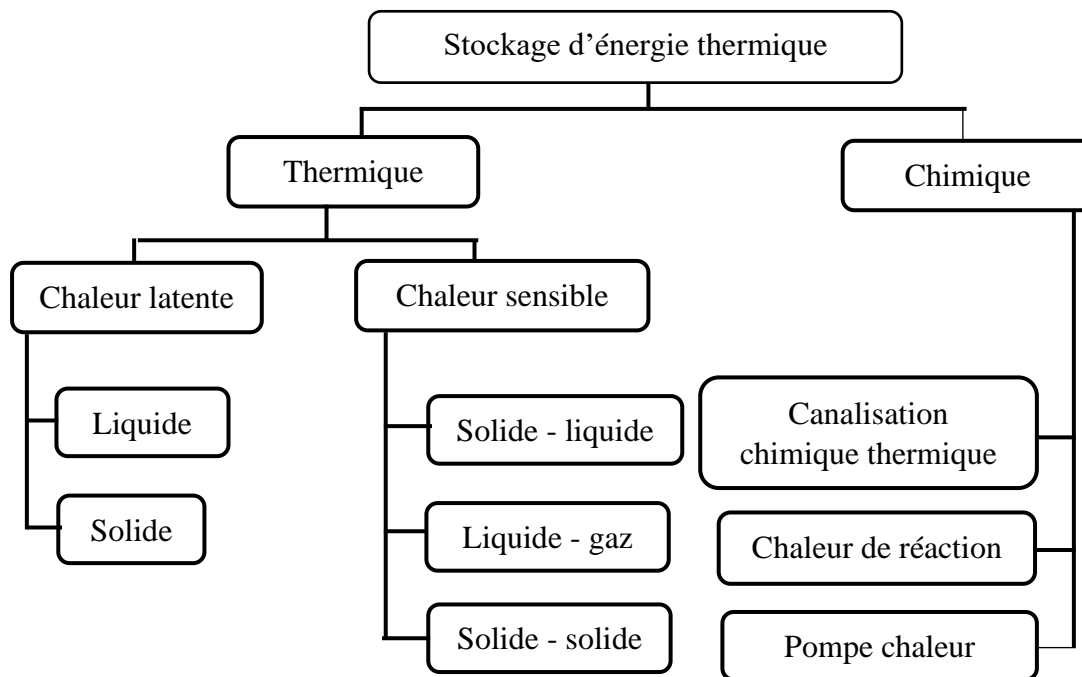 Stockage d’énergie thermique
Thermique
Chimique
Chaleur latente
Chaleur sensible
Liquide
Solide
Solide - liquide
Liquide - gaz
Solide - solide
Canalisation
chimique thermique
Chaleur de réaction
Pompe chaleur